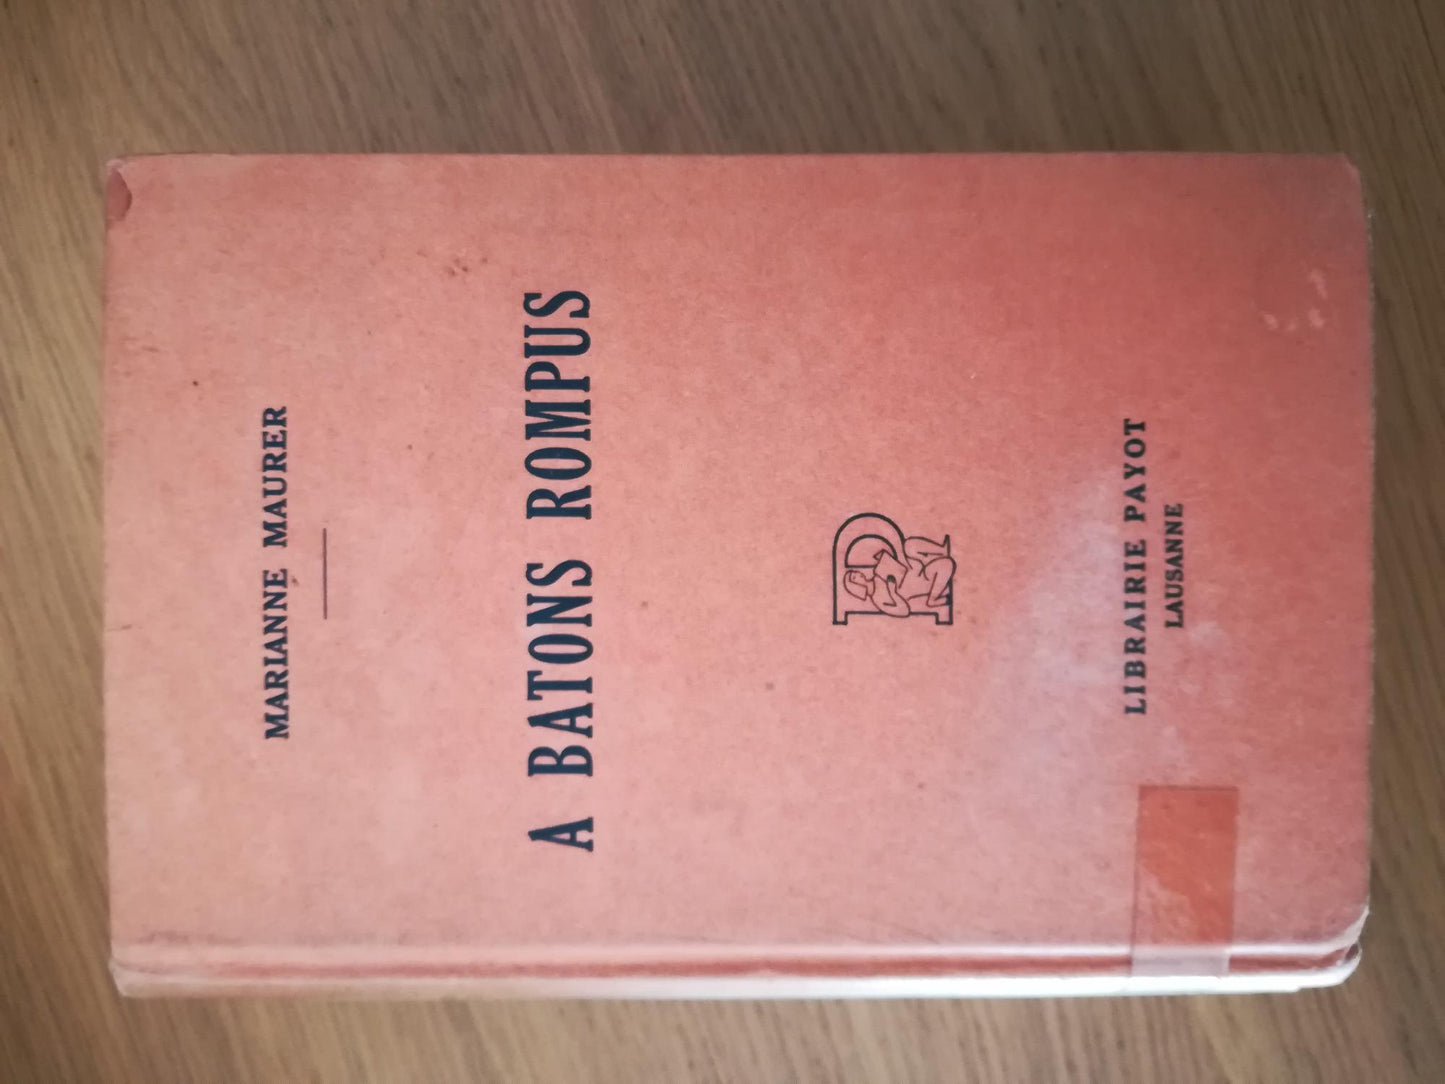 MARIANNE MAURER
A BATONS ROMPUS
P
LIBRAIRIE PAYOT
LAUSANNE